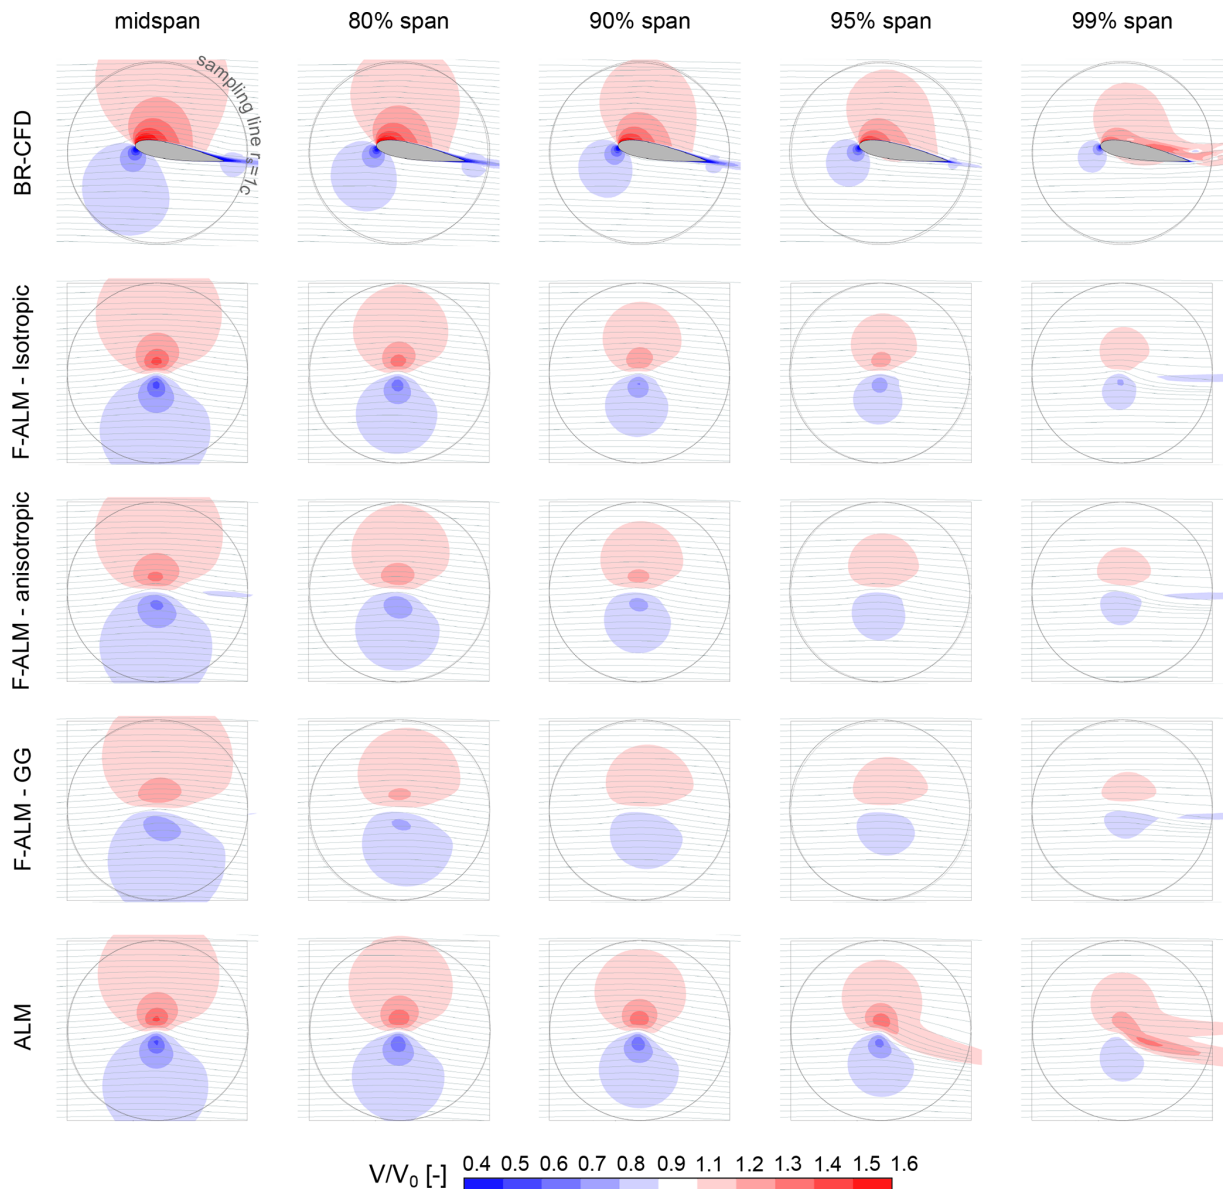 midspan 80% span 90% span 95% span 99% span
BR-CFD
sampling line rₛ=1c
F-ALM - Isotropic
F-ALM - anisotropic
F-ALM - GG
ALM
V/V₀ [-] 0.4 0.5 0.6 0.7 0.8 0.9 1.1 1.2 1.3 1.4 1.5 1.6